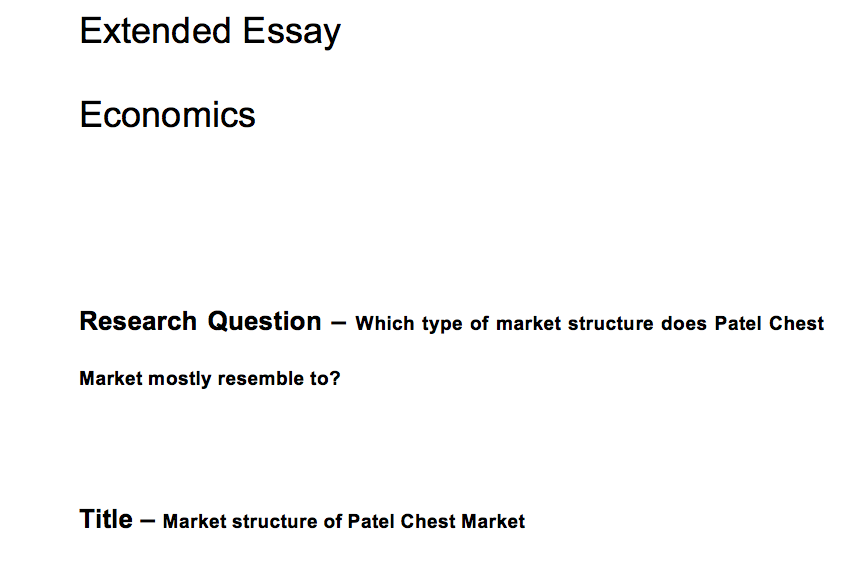 Extended Essay
Economics
Research Question – Which type of market structure does Patel Chest
Market mostly resemble to?
Title – Market structure of Patel Chest Market